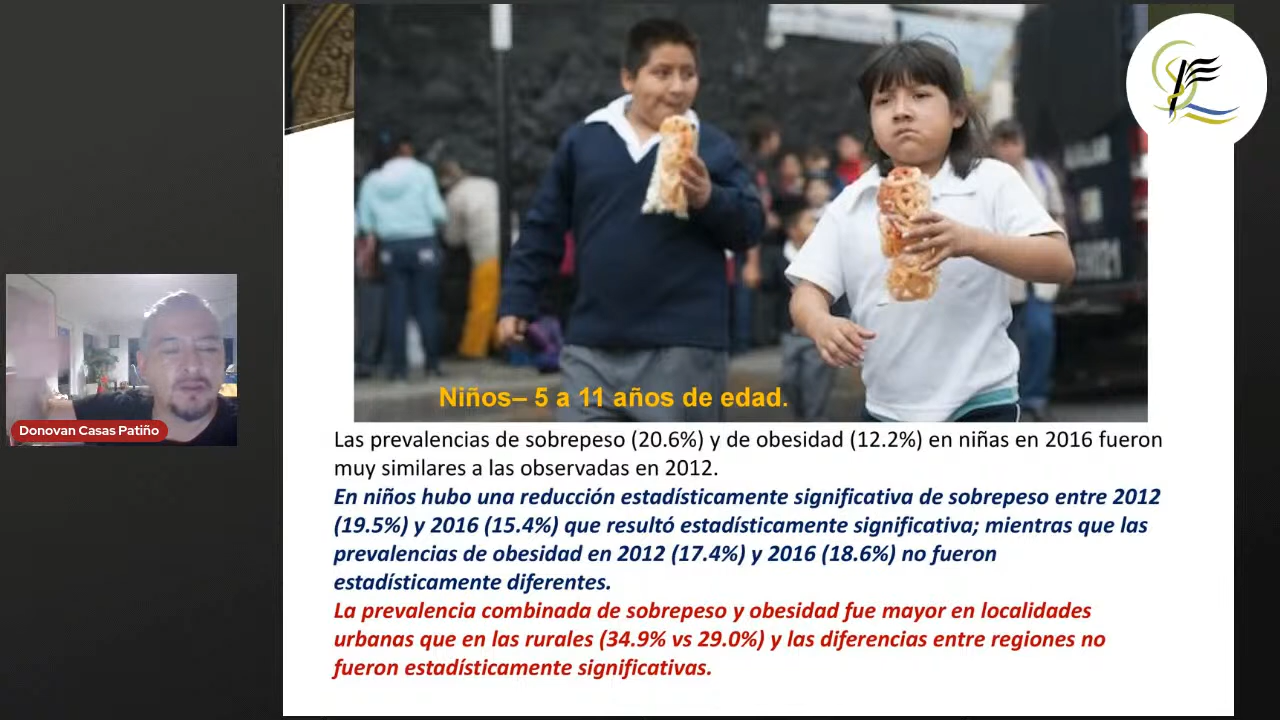 Niños– 5 a 11 años de edad.
Donovan Casas Patiño
Las prevalencias de sobrepeso (20.6%) y de obesidad (12.2%) en niñas en 2016 fueron
muy similares a las observadas en 2012.
En niños hubo una reducción estadísticamente significativa de sobrepeso entre 2012
(19.5%) y 2016 (15.4%) que resultó estadísticamente significativa; mientras que las
prevalencias de obesidad en 2012 (17.4%) y 2016 (18.6%) no fueron
estadísticamente diferentes.
La prevalencia combinada de sobrepeso y obesidad fue mayor en localidades
urbanas que en las rurales (34.9% vs 29.0%) y las diferencias entre regiones no
fueron estadísticamente significativas.